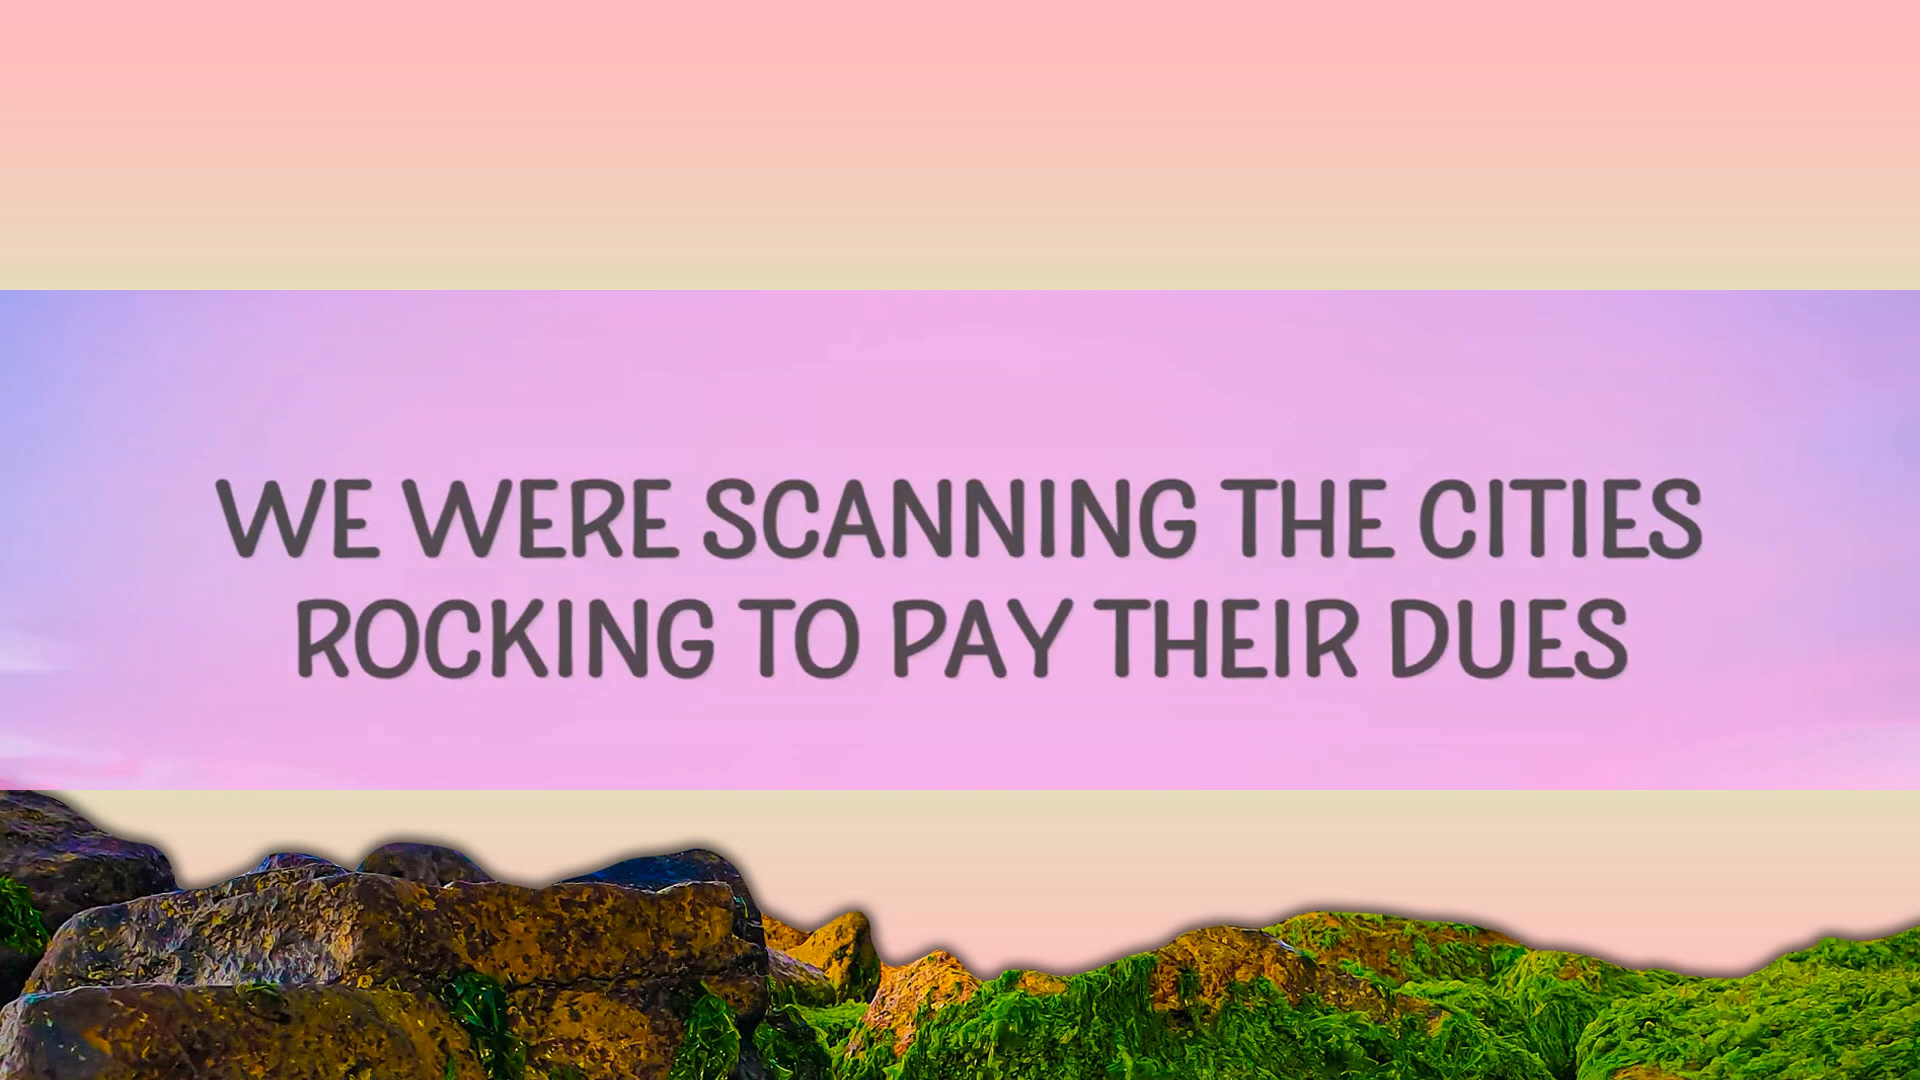 WE WERE SCANNING THE CITIES
ROCKING TO PAY THEIR DUES